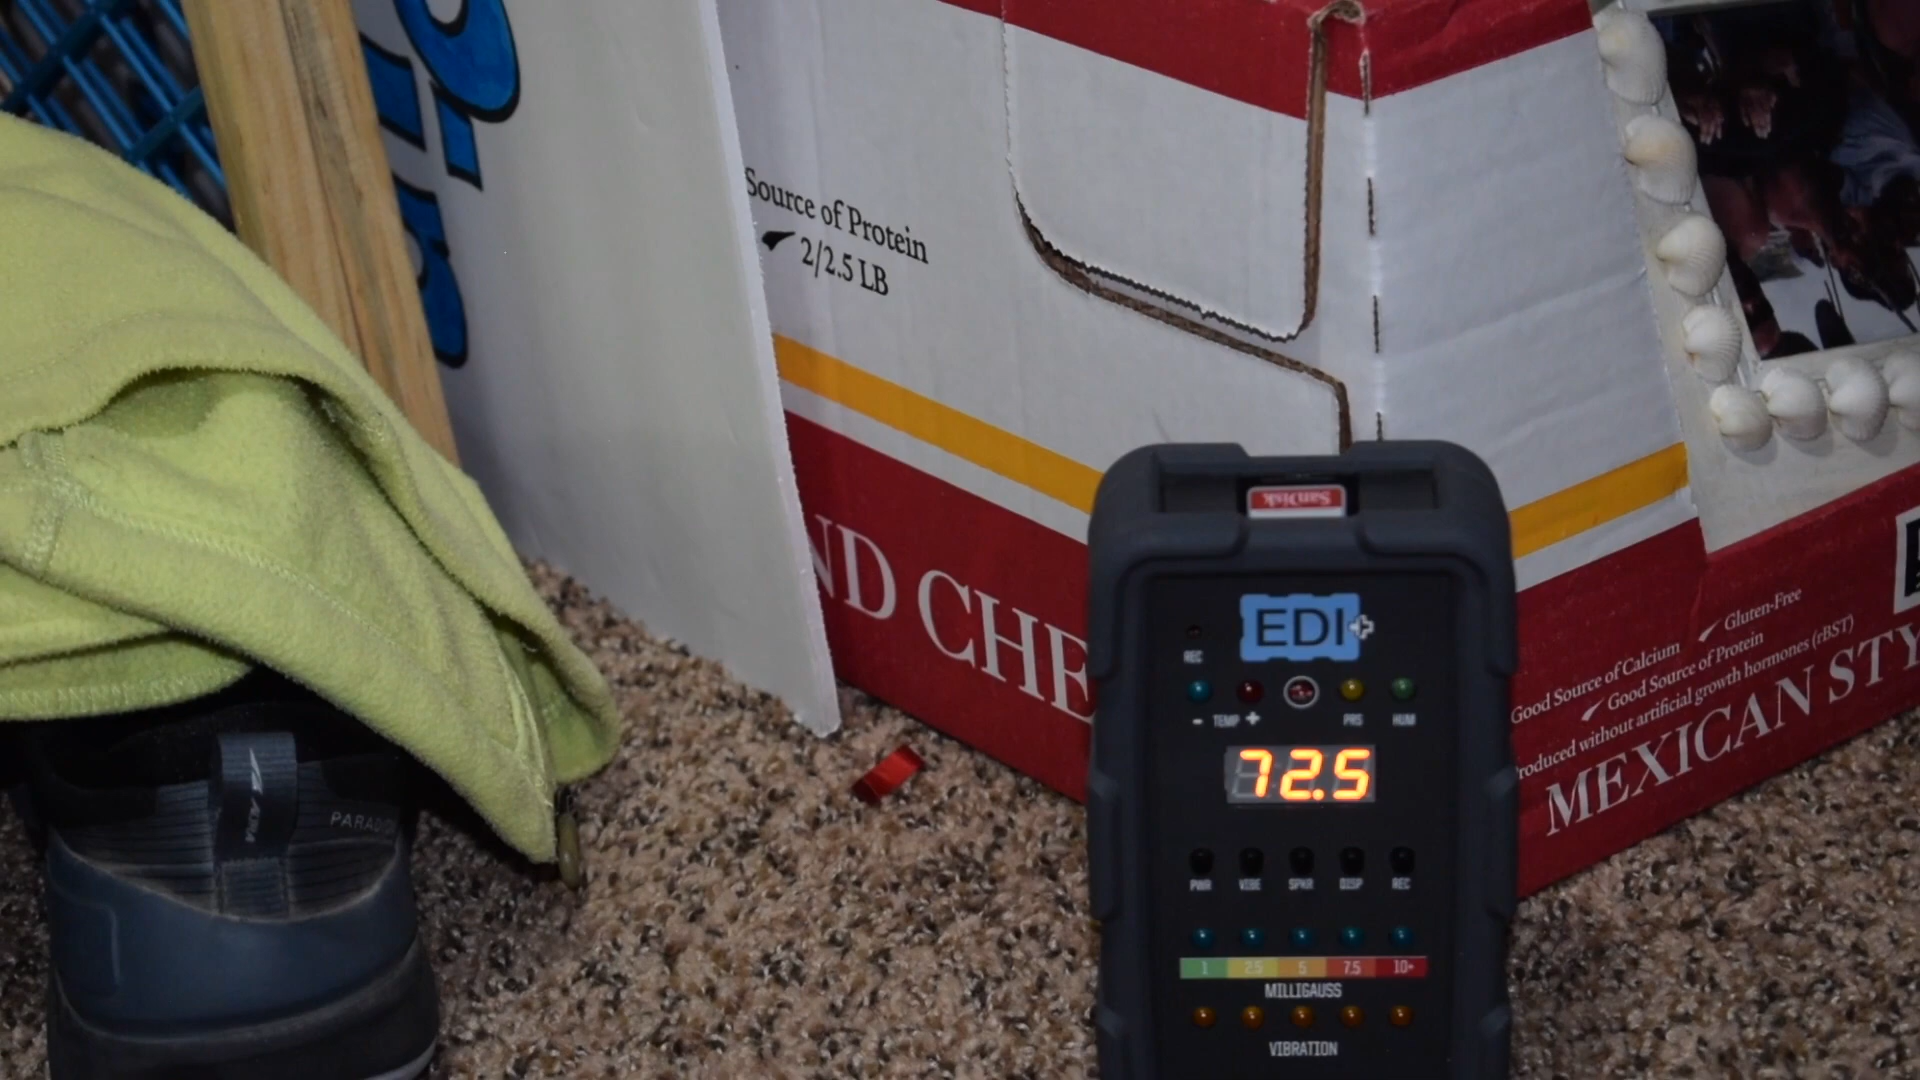 Source of Protein
2/2.5 LB
ND CHE
SanDisk
EDI+
REC
- TEMP + PRS HUM
72.5
PWR VIBE SPKR DISP REC
1 2.5 5 7.5 10+
MILLIGAUSS
VIBRATION
Good Source of Calcium Gluten-Free
Good Source of Protein
roduced without artificial growth hormones (rBST)
MEXICAN STY